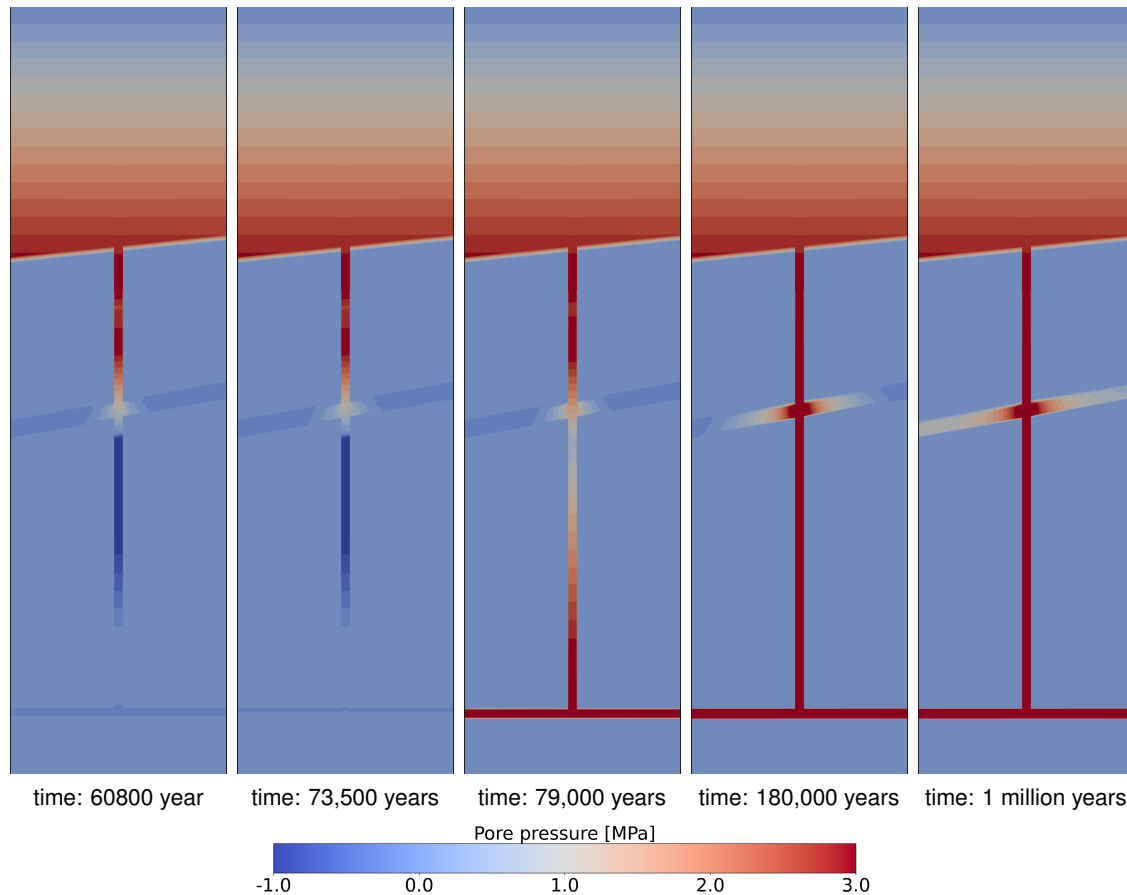 time: 60800 year
time: 73,500 years
time: 79,000 years
time: 180,000 years
time: 1 million years
Pore pressure [MPa]
-1.0 0.0 1.0 2.0 3.0